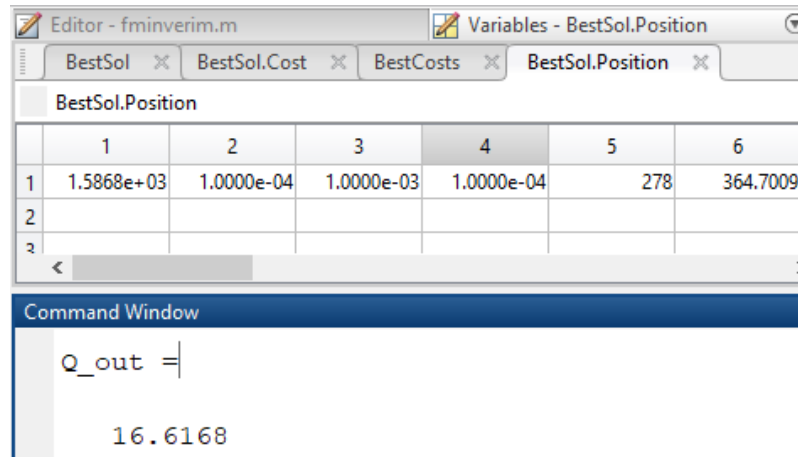 Editor - fminverim.m Variables - BestSol.Position
BestSol BestSol.Cost BestCosts BestSol.Position
BestSol.Position
1 2 3 4 5 6
1 1.5868e+03 1.0000e-04 1.0000e-03 1.0000e-04 278 364.7009
2
3
Command Window
Q_out =
16.6168